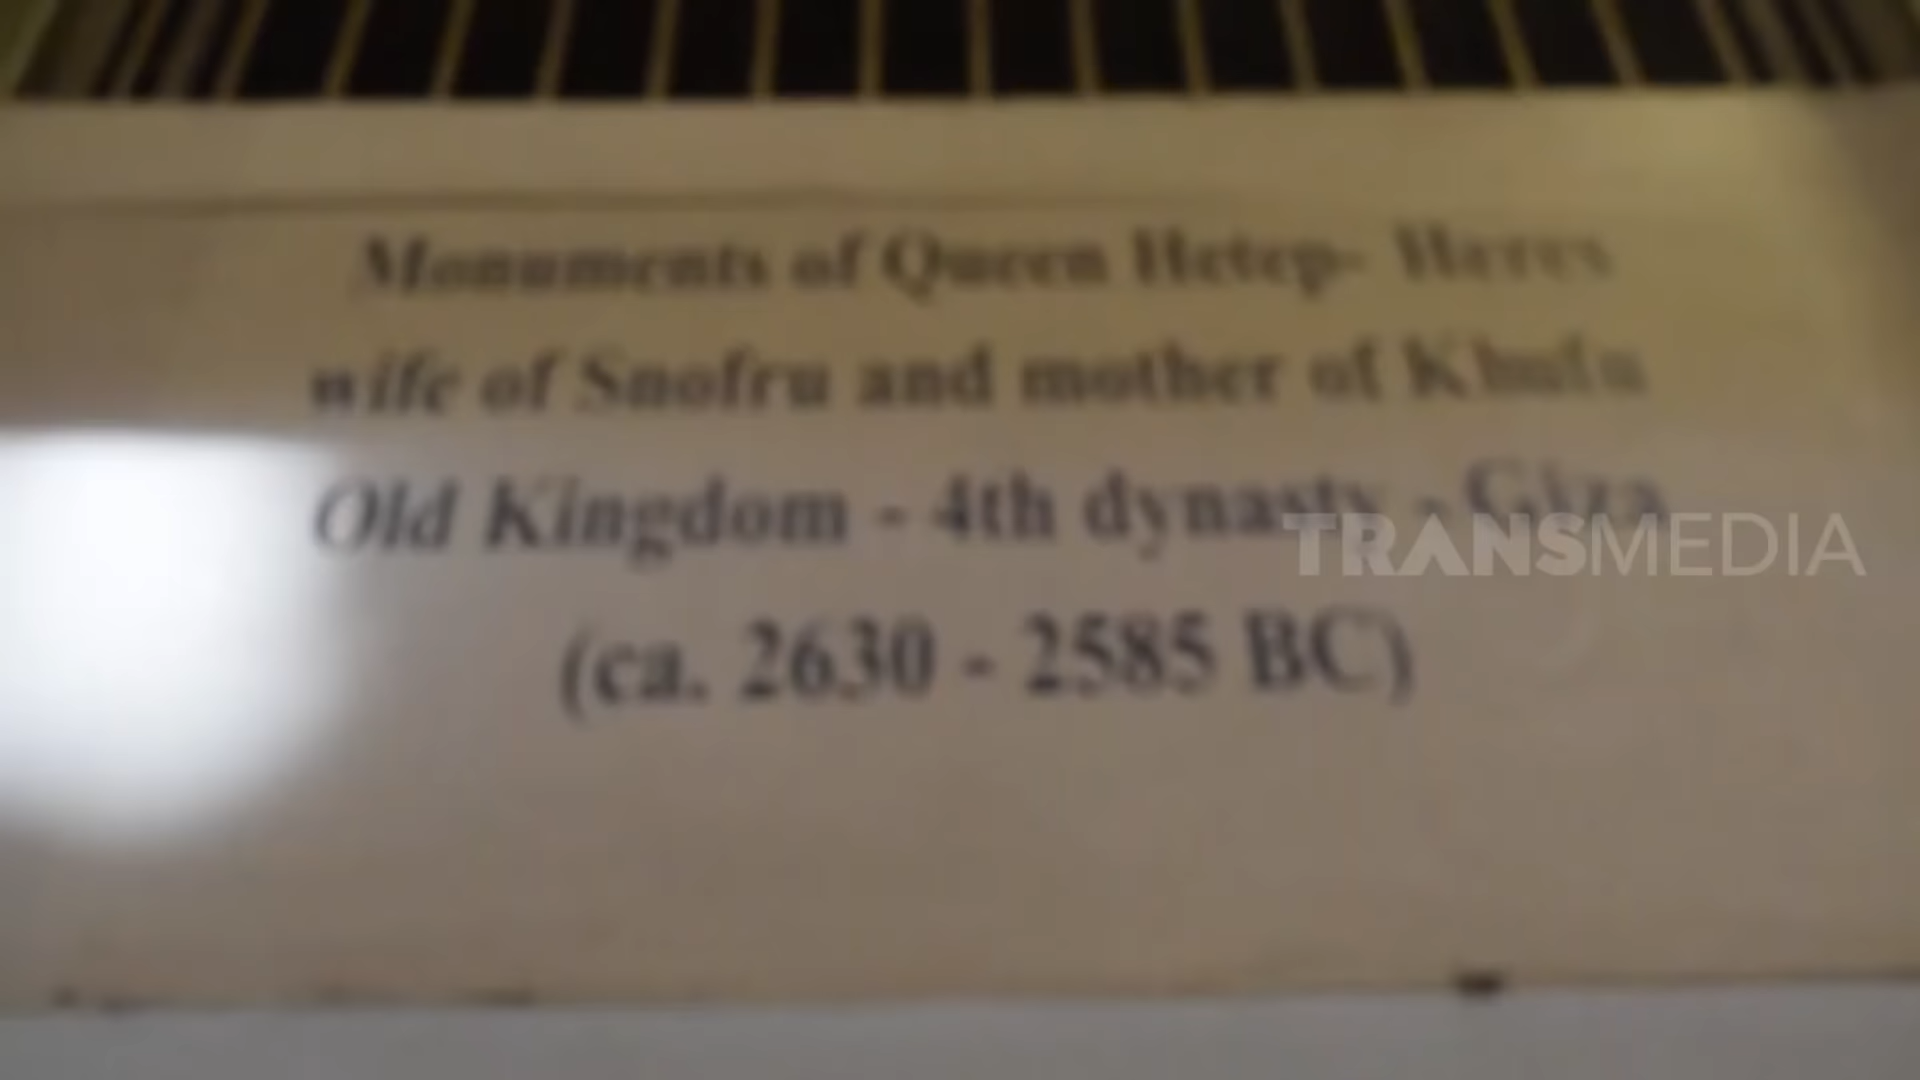 Monuments of Queen Hetep- Heres
wife of Snofru and mother of Khufu
Old Kingdom - 4th dynasty - Giza
TRANSMEDIA
(ca. 2630 - 2585 BC)